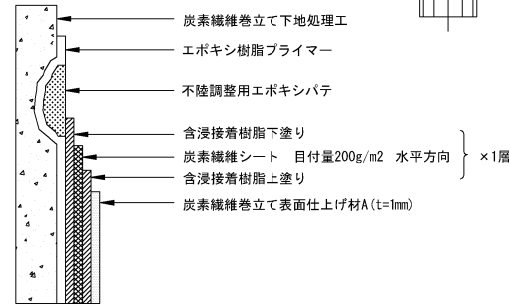 炭素繊維巻立て下地処理工
エポキシ樹脂プライマー
不陸調整用エポキシパテ
含浸接着樹脂下塗り
炭素繊維シート　目付量200g/m2　水平方向　×1層
含浸接着樹脂上塗り
炭素繊維巻立て表面仕上げ材A(t=1mm)